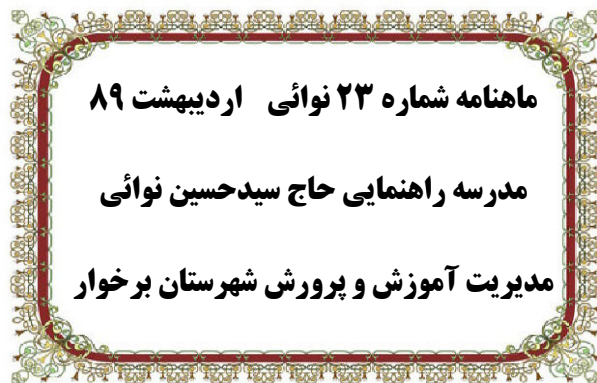 ماهنامه شماره ۲۳ نوائی اردیبهشت ۸۹
مدرسه راهنمایی حاج سیدحسین نوائی
مدیریت آموزش و پرورش شهرستان برخوار